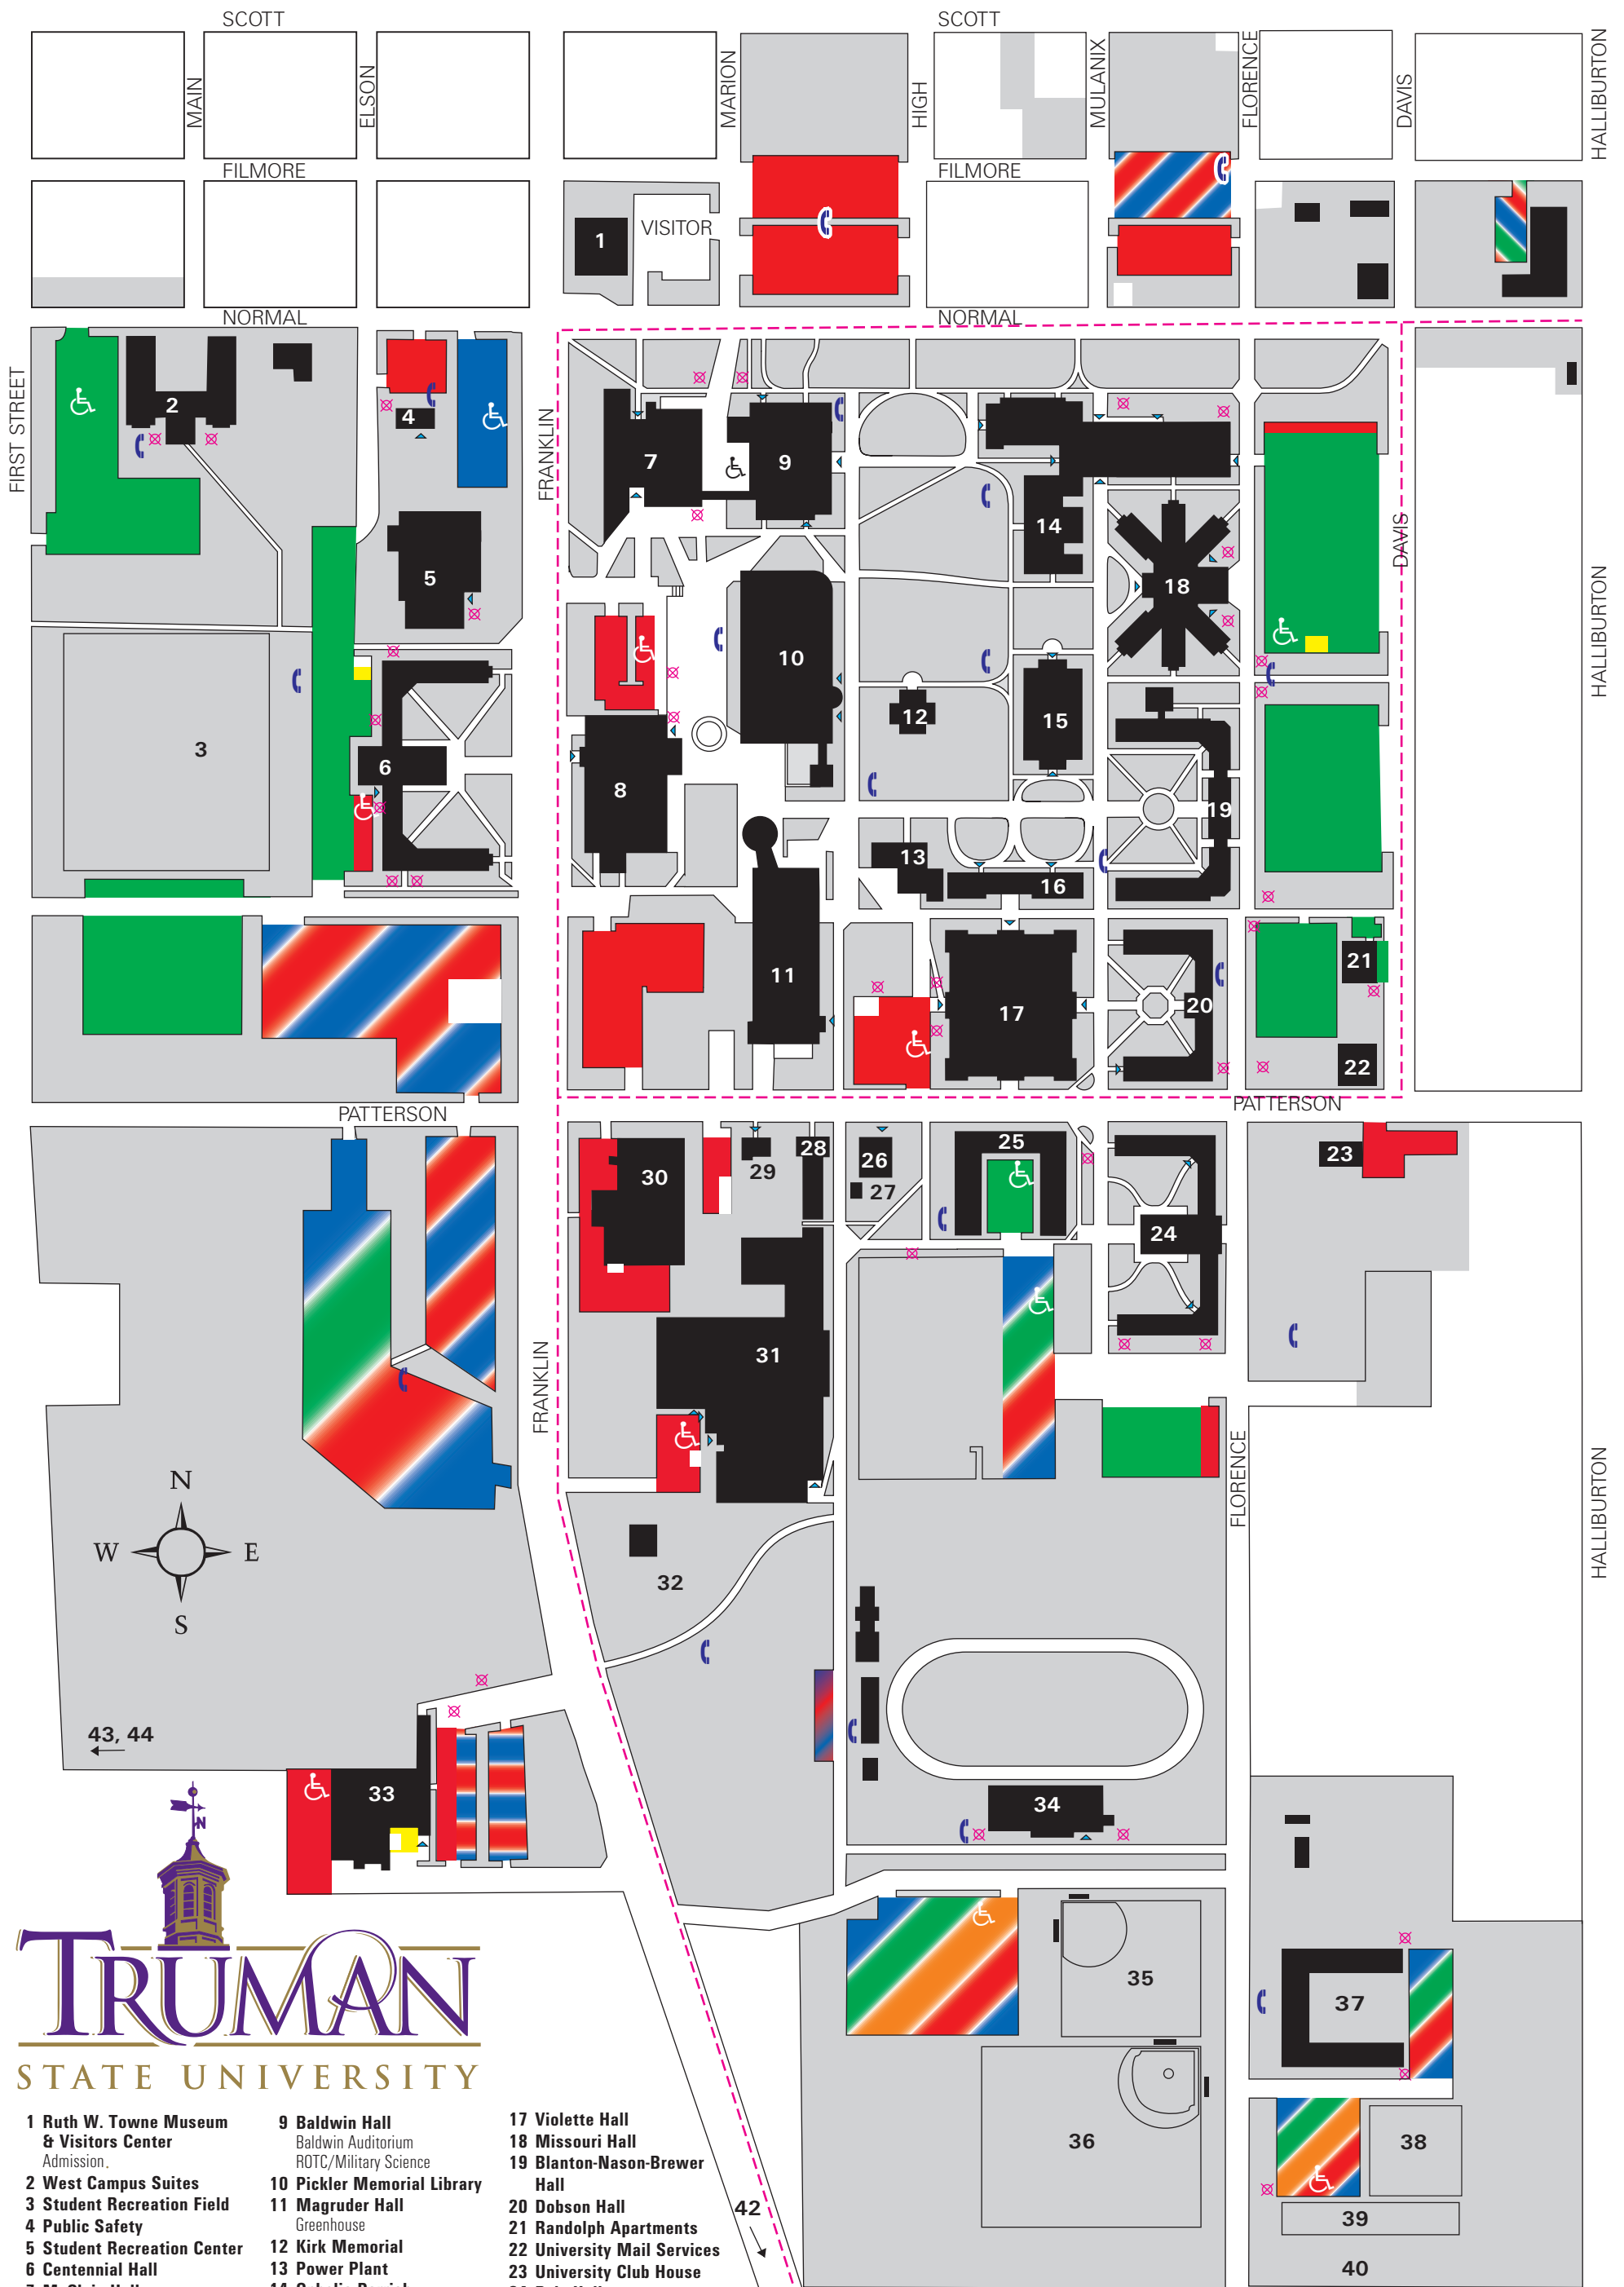 SCOTT
SCOTT
MAIN
ELSON
MARION
HIGH
MULANIX
FLORENCE
DAVIS
HALLIBURTON
FILMORE
FILMORE
1
VISITOR
NORMAL
NORMAL
FIRST STREET
FRANKLIN
DAVIS
HALLIBURTON
2
4
7
9
14
5
18
3
10
12
15
6
8
19
13
16
11
17
20
21
22
PATTERSON
PATTERSON
30
29
28
26
27
25
24
23
31
FRANKLIN
FLORENCE
HALLIBURTON
N
W
E
S
32
43, 44
33
34
N
TRUMAN
STATE UNIVERSITY
35
37
36
38
39
40
42
1 Ruth W. Towne Museum
& Visitors Center
Admission
2 West Campus Suites
3 Student Recreation Field
4 Public Safety
5 Student Recreation Center
6 Centennial Hall
9 Baldwin Hall
Baldwin Auditorium
ROTC/Military Science
10 Pickler Memorial Library
11 Magruder Hall
Greenhouse
12 Kirk Memorial
13 Power Plant
17 Violette Hall
18 Missouri Hall
19 Blanton-Nason-Brewer
Hall
20 Dobson Hall
21 Randolph Apartments
22 University Mail Services
23 University Club House